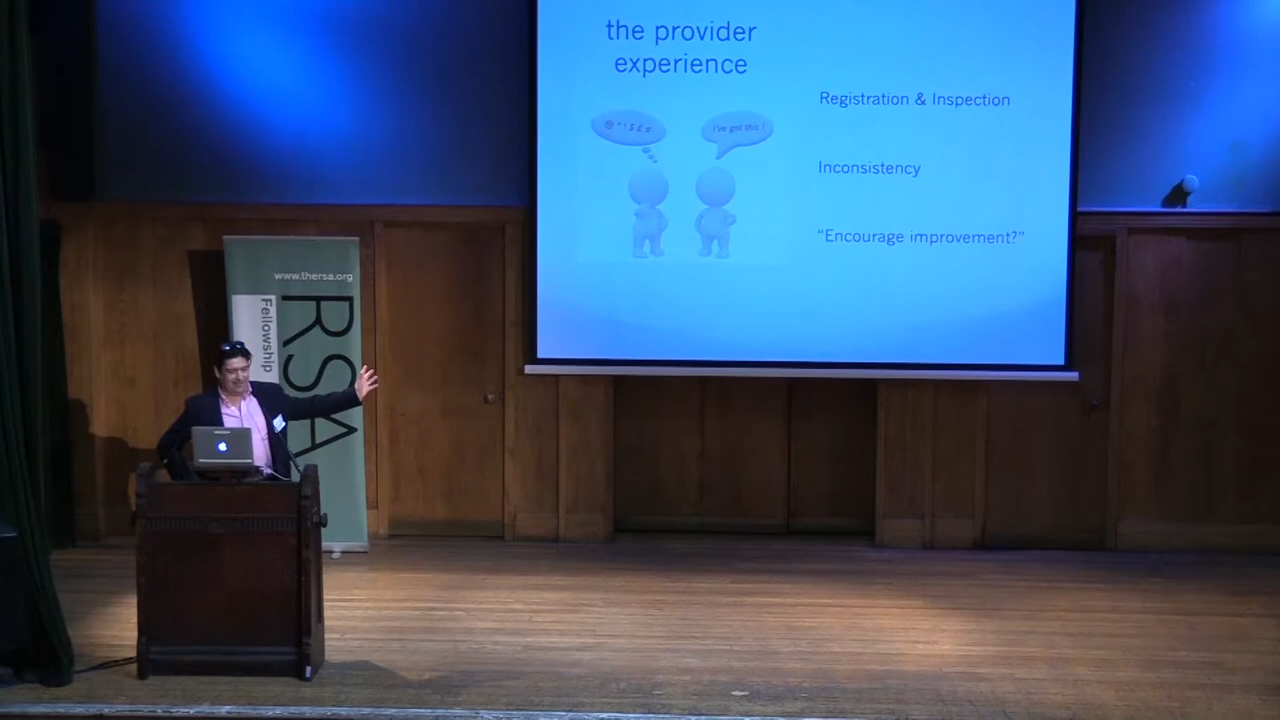 the provider
experience
Registration & Inspection
I've got this !
Inconsistency
"Encourage improvement?"
www.thersa.org
RSA
Fellowship